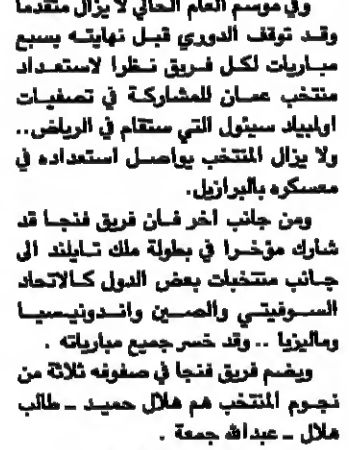 وفي موسم العام الحالي لا يزال متقدما
وقد توقف الدوري قبل نهايته بسبع
مباريات لكل فريق نظرا لاستعداد
منتخب عمان للمشاركة في تصفيات
اولمبياد سيئول التي ستقام في الرياض..
ولا يزال المنتخب يواصل استعداده في
معسكره بالبرازيل.
ومن جانب اخر فان فريق فنجا قد
شارك مؤخرا في بطولة ملك تايلند الى
جانب منتخبات بعض الدول كالاتحاد
السوفيتي والصين واندونيسيا
وماليزيا .. وقد خسر جميع مبارياته .
ويضم فريق فنجا في صفوفه ثلاثة من
نجوم المنتخب هم هلال حميد - طالب
هلال - عبدالله جمعة .